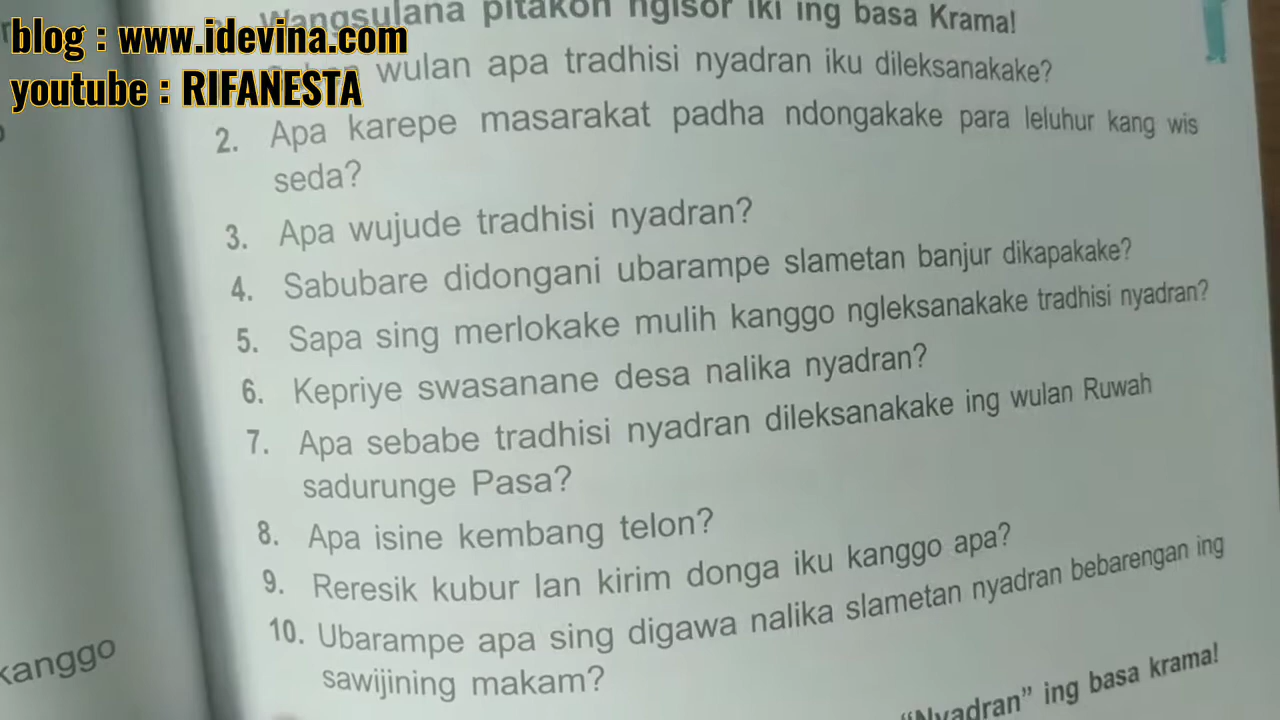 blog : www.idevina.com
youtube : RIFANESTA
Wangsulana pitakon ngisor iki ing basa Krama!
wulan apa tradhisi nyadran iku dileksanakake?
2. Apa karepe masarakat padha ndongakake para leluhur kang wis
seda?
3. Apa wujude tradhisi nyadran?
4. Sabubare didongani ubarampe slametan banjur dikapakake?
5. Sapa sing merlokake mulih kanggo ngleksanakake tradhisi nyadran?
6. Kepriye swasanane desa nalika nyadran?
7. Apa sebabe tradhisi nyadran dileksanakake ing wulan Ruwah
sadurunge Pasa?
8. Apa isine kembang telon?
9. Reresik kubur lan kirim donga iku kanggo apa?
10. Ubarampe apa sing digawa nalika slametan nyadran bebarengan ing
sawijining makam?
kanggo
"Nyadran" ing basa krama!